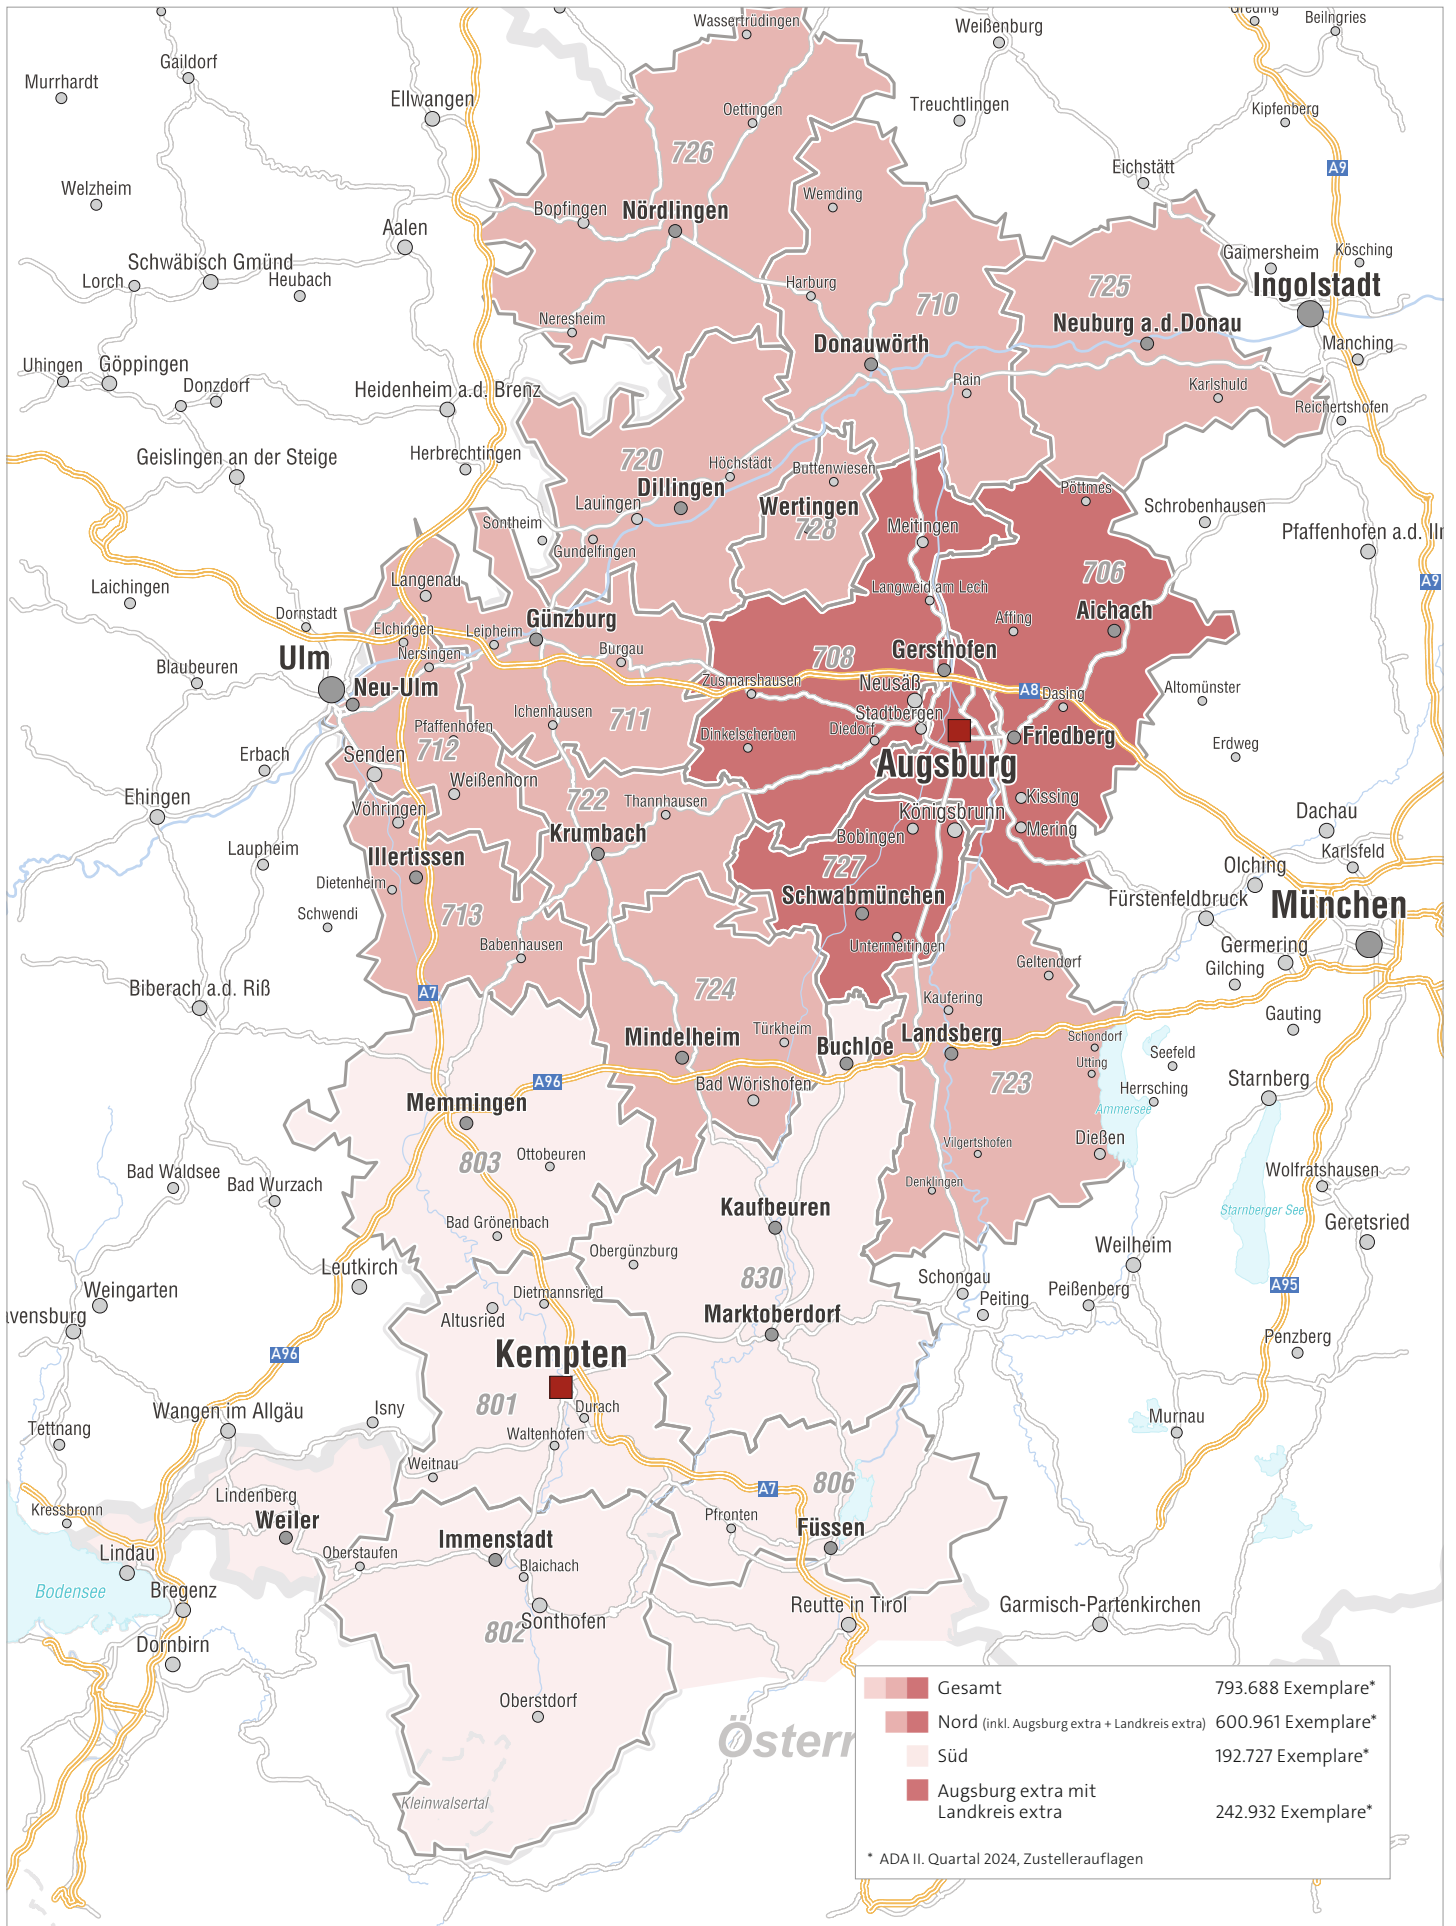 Wassertrüdingen
Weißenburg
Greding
Beilngries
Gaildorf
Murrhardt
Ellwangen
Oettingen
Treuchtlingen
Kipfenberg
726
Eichstätt
A9
Welzheim
Wemding
Bopfingen
Nördlingen
Aalen
Gaimersheim
Kösching
Schwäbisch Gmünd
Lorch
Heubach
Harburg
710
725
Ingolstadt
Neresheim
Neuburg a.d.Donau
Donauwörth
Manching
Uhingen
Göppingen
Donzdorf
Heidenheim a.d. Brenz
Rain
Karlshuld
Reichertshofen
Geislingen an der Steige
Herbrechtingen
720
Höchstädt
Buttenwiesen
Dillingen
Pöttmes
Lauingen
Wertingen
Schrobenhausen
Sontheim
728
Meitingen
Pfaffenhofen a.d. Ilr
Gundelfingen
706
A9
Laichingen
Langenau
Langweid am Lech
Aichach
Dornstadt
Günzburg
Affing
Elchingen
Leipheim
Nersingen
Burgau
708
Gersthofen
Ulm
Blaubeuren
Neu-Ulm
Zusmarshausen
Neusäß
A8
Dasing
Altomünster
Ichenhausen
711
Stadtbergen
Pfaffenhofen
Dinkelscherben
Diedorf
Friedberg
712
Erdweg
Erbach
Senden
Augsburg
Weißenhorn
Ehingen
722
Thannhausen
Kissing
Vöhringen
Königsbrunn
Dachau
Krumbach
Bobingen
Mering
Laupheim
Illertissen
727
Karlsfeld
Olching
Dietenheim
Schwabmünchen
Fürstenfeldbruck
München
Schwendi
713
Babenhausen
Untermeitingen
Germering
Geltendorf
Gilching
Biberach a.d. Riß
A7
724
Kaufering
Gauting
Mindelheim
Türkheim
Buchloe
Landsberg
Schondorf
Seefeld
A96
Bad Wörishofen
723
Utting
Starnberg
Herrsching
Memmingen
Ammersee
Ottobeuren
803
Vilgertshofen
Dießen
Bad Waldsee
Bad Wurzach
Denklingen
Wolfratshausen
Kaufbeuren
Starnberger See
Bad Grönenbach
Geretsried
Obergünzburg
Weilheim
Leutkirch
830
Schongau
Weingarten
Dietmannsried
Peißenberg
A95
avensburg
Altusried
Marktoberdorf
Peiting
Penzberg
A96
Kempten
Isny
801
Durach
Wangen im Allgäu
Murnau
Tettnang
Waltenhofen
Weitnau
A7
806
Lindenberg
Kressbronn
Weiler
Pfronten
Füssen
Immenstadt
Lindau
Oberstaufen
Blaichach
Bodensee
Bregenz
Reutte in Tirol
Garmisch-Partenkirchen
Sonthofen
802
Dornbirn
Oberstdorf
Österr
Kleinwalsertal
Gesamt 793.688 Exemplare*
Nord (inkl. Augsburg extra + Landkreis extra) 600.961 Exemplare*
Süd 192.727 Exemplare*
Augsburg extra mit
Landkreis extra 242.932 Exemplare*
* ADA II. Quartal 2024, Zustellerauflagen